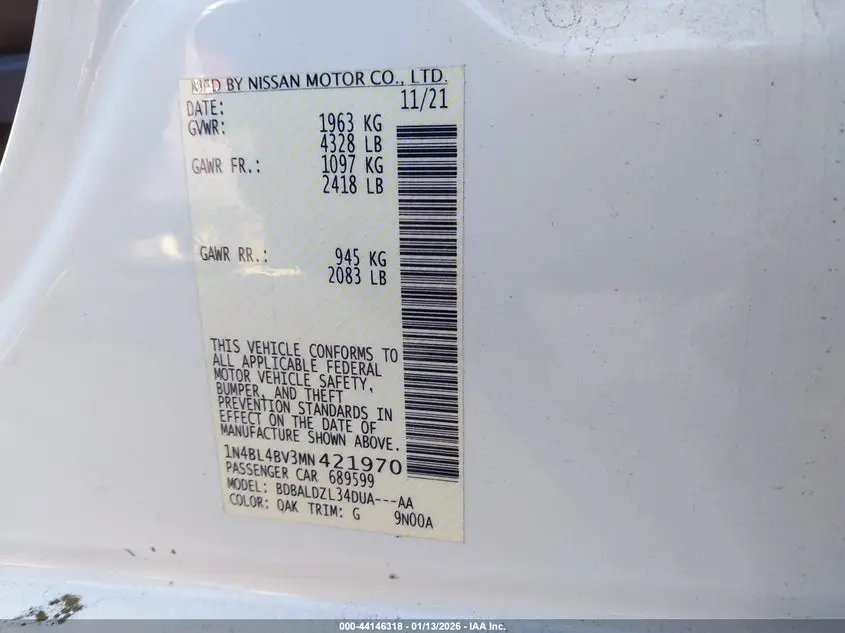 MFD BY NISSAN MOTOR CO., LTD.
DATE: 11/21
GVWR: 1963 KG
4328 LB
GAWR FR.: 1097 KG
2418 LB
GAWR RR.: 945 KG
2083 LB
THIS VEHICLE CONFORMS TO
ALL APPLICABLE FEDERAL
MOTOR VEHICLE SAFETY,
BUMPER, AND THEFT
PREVENTION STANDARDS IN
EFFECT ON THE DATE OF
MANUFACTURE SHOWN ABOVE.
1N4BL4BV3MN421970
PASSENGER CAR 689599
MODEL: BDBALDZL34DUA---AA
COLOR: QAK TRIM: G 9N00A
000-44146318 - 01/13/2026 - IAA Inc.